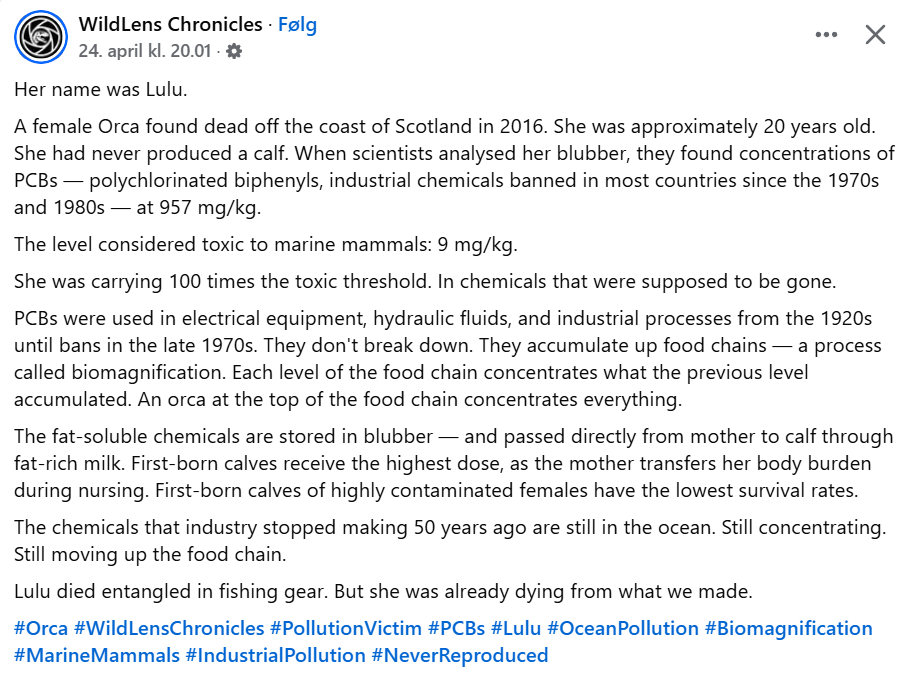 WildLens Chronicles · Følg
24. april kl. 20.01 ·
Her name was Lulu.
A female Orca found dead off the coast of Scotland in 2016. She was approximately 20 years old.
She had never produced a calf. When scientists analysed her blubber, they found concentrations of
PCBs — polychlorinated biphenyls, industrial chemicals banned in most countries since the 1970s
and 1980s — at 957 mg/kg.
The level considered toxic to marine mammals: 9 mg/kg.
She was carrying 100 times the toxic threshold. In chemicals that were supposed to be gone.
PCBs were used in electrical equipment, hydraulic fluids, and industrial processes from the 1920s
until bans in the late 1970s. They don't break down. They accumulate up food chains — a process
called biomagnification. Each level of the food chain concentrates what the previous level
accumulated. An orca at the top of the food chain concentrates everything.
The fat-soluble chemicals are stored in blubber — and passed directly from mother to calf through
fat-rich milk. First-born calves receive the highest dose, as the mother transfers her body burden
during nursing. First-born calves of highly contaminated females have the lowest survival rates.
The chemicals that industry stopped making 50 years ago are still in the ocean. Still concentrating.
Still moving up the food chain.
Lulu died entangled in fishing gear. But she was already dying from what we made.
#Orca #WildLensChronicles #PollutionVictim #PCBs #Lulu #OceanPollution #Biomagnification
#MarineMammals #IndustrialPollution #NeverReproduced